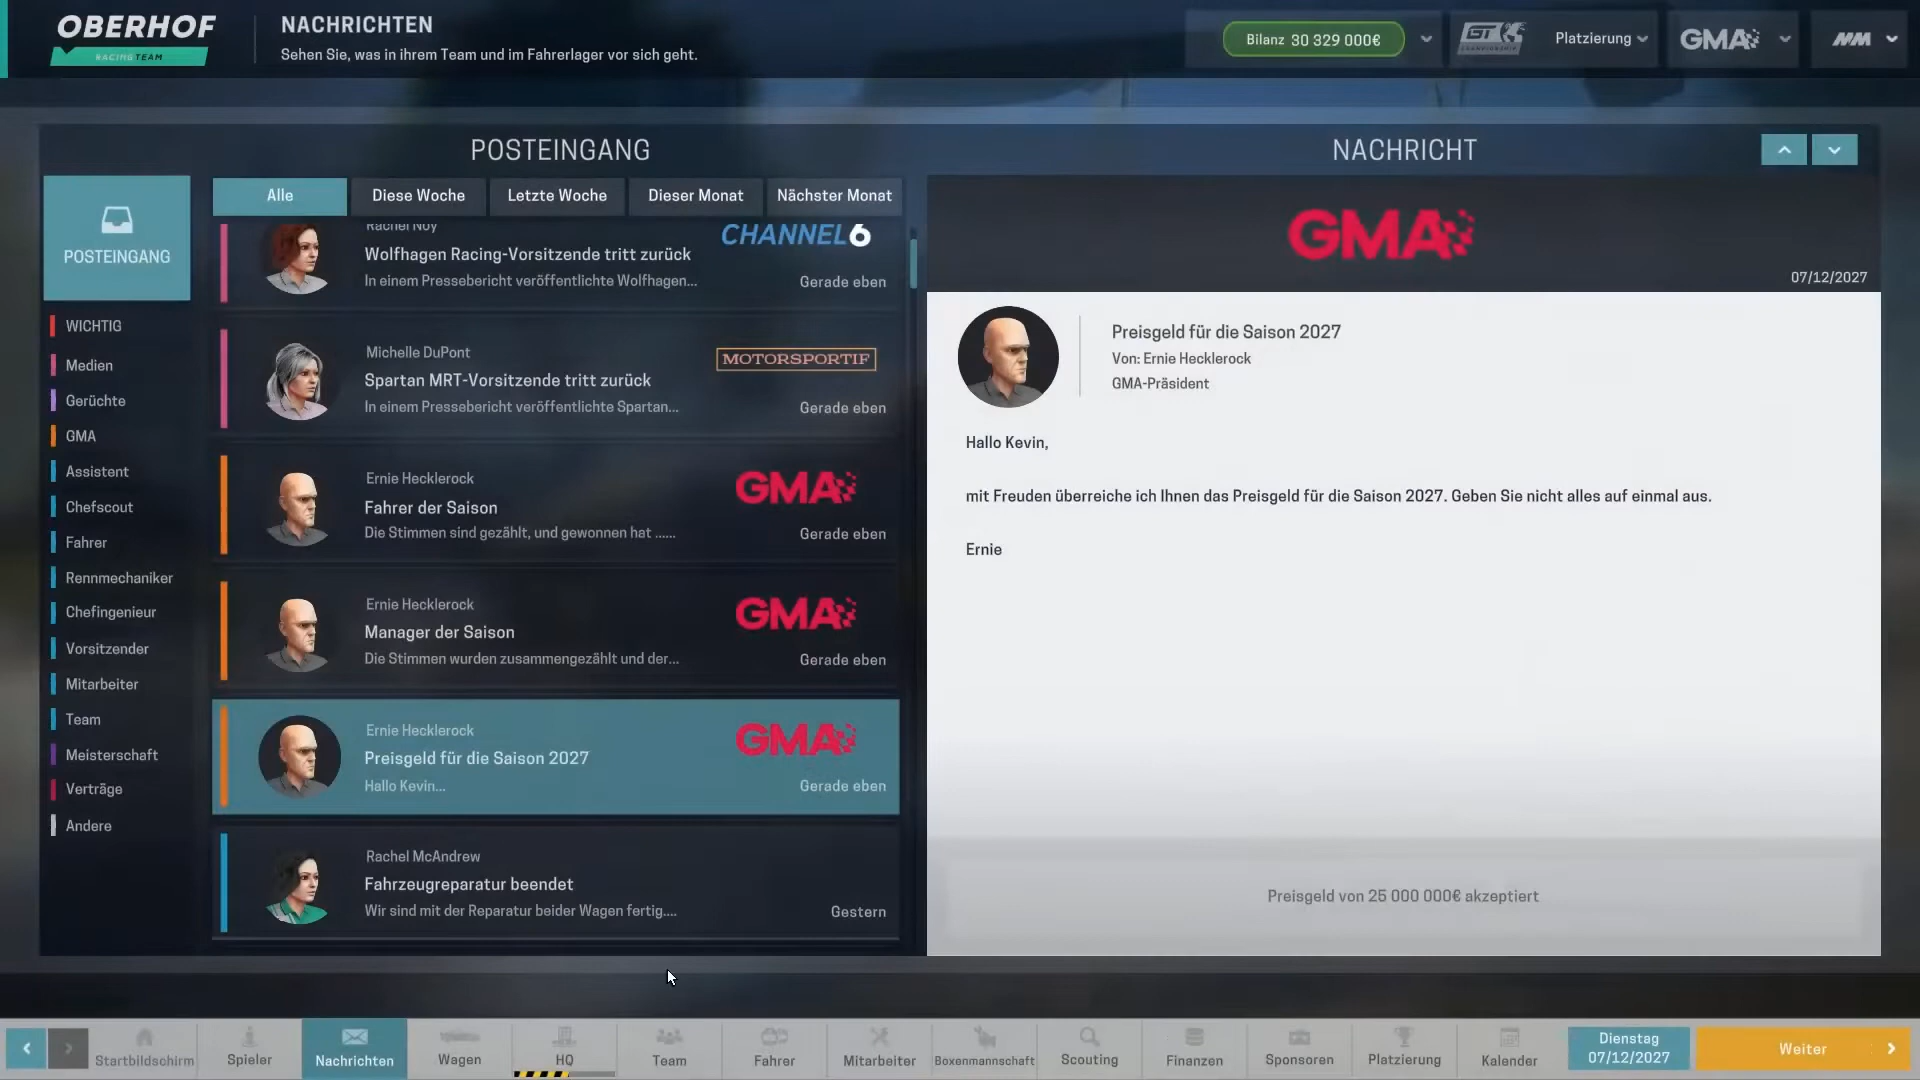 OBERHOF
RACING TEAM
NACHRICHTEN
Sehen Sie, was in ihrem Team und im Fahrerlager vor sich geht.
Bilanz 30 329 000€
GT
CHAMPIONSHIP
Platzierung
GMA
MM
POSTEINGANG
NACHRICHT
POSTEINGANG
Alle
Diese Woche
Letzte Woche
Dieser Monat
Nächster Monat
WICHTIG
Medien
Gerüchte
GMA
Assistent
Chefscout
Fahrer
Rennmechaniker
Chefingenieur
Vorsitzender
Mitarbeiter
Team
Meisterschaft
Verträge
Andere
Rachel Noy
CHANNEL6
Wolfhagen Racing-Vorsitzende tritt zurück
In einem Pressebericht veröffentlichte Wolfhagen...
Gerade eben
Michelle DuPont
MOTORSPORTIF
Spartan MRT-Vorsitzende tritt zurück
In einem Pressebericht veröffentlichte Spartan...
Gerade eben
Ernie Hecklerock
GMA
Fahrer der Saison
Die Stimmen sind gezählt, und gewonnen hat ......
Gerade eben
Ernie Hecklerock
GMA
Manager der Saison
Die Stimmen wurden zusammengezählt und der...
Gerade eben
Ernie Hecklerock
GMA
Preisgeld für die Saison 2027
Hallo Kevin...
Gerade eben
Rachel McAndrew
Fahrzeugreparatur beendet
Wir sind mit der Reparatur beider Wagen fertig....
Gestern
GMA
07/12/2027
Preisgeld für die Saison 2027
Von: Ernie Hecklerock
GMA-Präsident
Hallo Kevin,
mit Freuden überreiche ich Ihnen das Preisgeld für die Saison 2027. Geben Sie nicht alles auf einmal aus.
Ernie
Preisgeld von 25 000 000€ akzeptiert
Startbildschirm
Spieler
Nachrichten
Wagen
HQ
Team
Fahrer
Mitarbeiter
Boxenmannschaft
Scouting
Finanzen
Sponsoren
Platzierung
Kalender
Dienstag
07/12/2027
Weiter